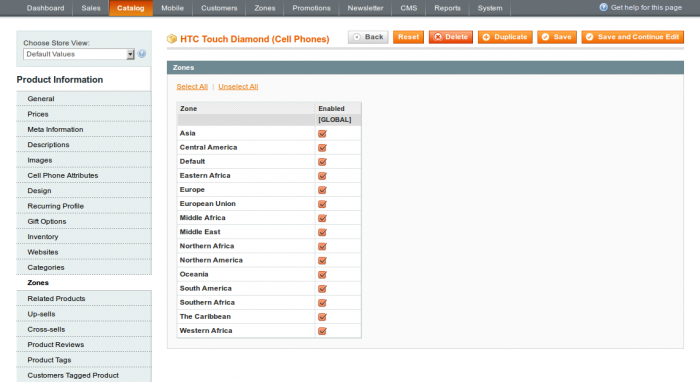 Dashboard Sales Catalog Mobile Customers Zones Promotions Newsletter CMS Reports System Get help for this page
Choose Store View:
Default Values
Product Information
General
Prices
Meta Information
Descriptions
Images
Cell Phone Attributes
Design
Recurring Profile
Gift Options
Inventory
Websites
Categories
Zones
Related Products
Up-sells
Cross-sells
Product Reviews
Product Tags
Customers Tagged Product
HTC Touch Diamond (Cell Phones) Back Reset Delete Duplicate Save Save and Continue Edit
Zones
Select All | Unselect All
Zone Enabled
[GLOBAL]
Asia
Central America
Default
Eastern Africa
Europe
European Union
Middle Africa
Middle East
Northern Africa
Northern America
Oceania
South America
Southern Africa
The Caribbean
Western Africa